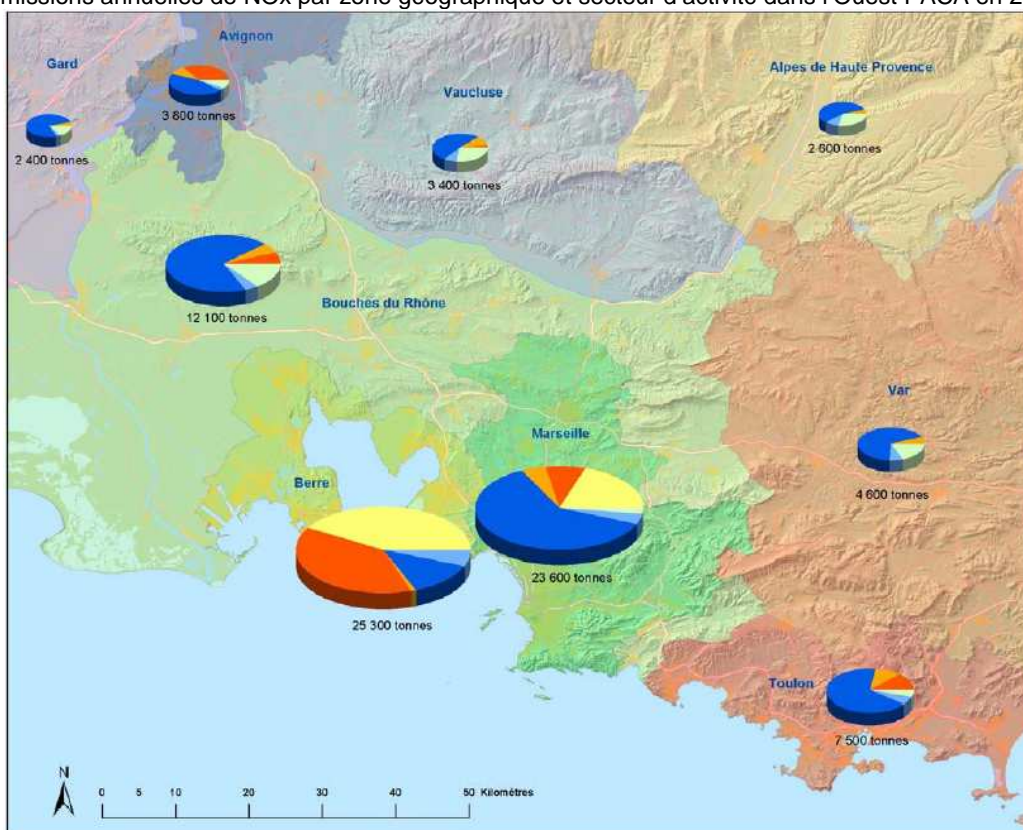 missions annuelles de NOx par zone géographique et secteur d'activité dans l'Ouest PACA en 2
Avignon
Gard
Alpes de Haute Provence
Vaucluse
3 800 tonnes
2 400 tonnes
2 600 tonnes
3 400 tonnes
Bouches du Rhône
12 100 tonnes
Var
Marseille
Berre
4 600 tonnes
23 600 tonnes
25 300 tonnes
Toulon
7 500 tonnes
N
0 5 10 20 30 40 50 Kilomètres